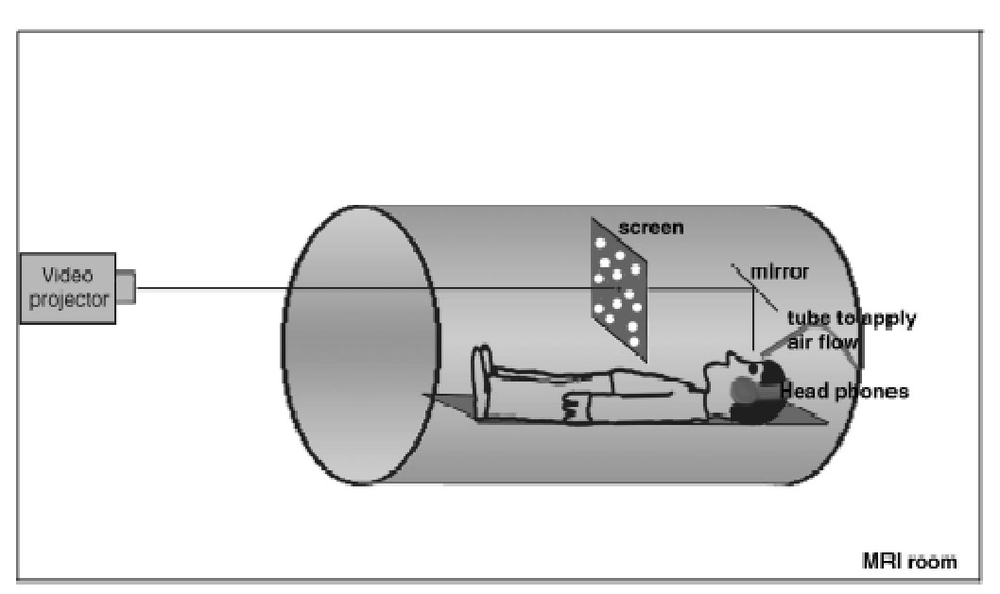 screen
Video
projector
mirror
tube to apply
air flow
Head phones
MRI room